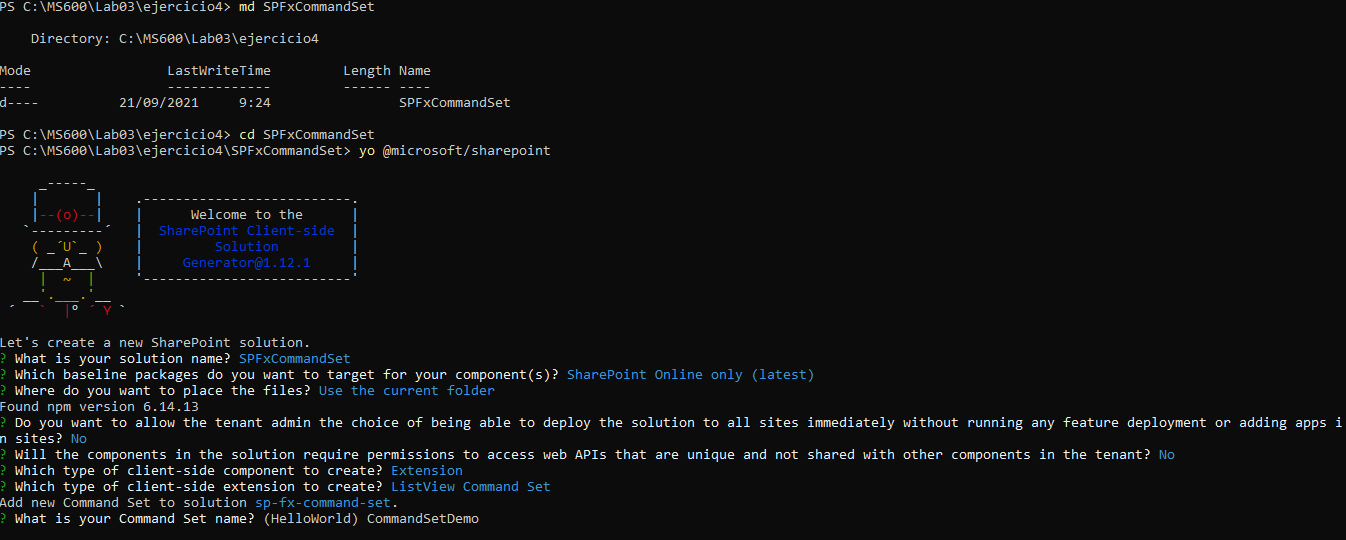 PS C:\MS600\Lab03\ejercicio4> md SPFxCommandSet
    Directory: C:\MS600\Lab03\ejercicio4
Mode                 LastWriteTime         Length Name
----                 -------------         ------ ----
d----          21/09/2021     9:24                SPFxCommandSet
PS C:\MS600\Lab03\ejercicio4> cd SPFxCommandSet
PS C:\MS600\Lab03\ejercicio4\SPFxCommandSet> yo @microsoft/sharepoint
     _-----_
    |       |    .--------------------------.
    |--(o)--|    |      Welcome to the      |
   `---------´   |  SharePoint Client-side  |
    ( _´U`_ )    |         Solution         |
    /___A___\    |     Generator@1.12.1     |
     |  ~  |     '--------------------------'
   __'.___.'__
 ´   `  |° ´ Y `
Let's create a new SharePoint solution.
? What is your solution name? SPFxCommandSet
? Which baseline packages do you want to target for your component(s)? SharePoint Online only (latest)
? Where do you want to place the files? Use the current folder
Found npm version 6.14.13
? Do you want to allow the tenant admin the choice of being able to deploy the solution to all sites immediately without running any feature deployment or adding apps i
n sites? No
? Will the components in the solution require permissions to access web APIs that are unique and not shared with other components in the tenant? No
? Which type of client-side component to create? Extension
? Which type of client-side extension to create? ListView Command Set
Add new Command Set to solution sp-fx-command-set.
? What is your Command Set name? (HelloWorld) CommandSetDemo